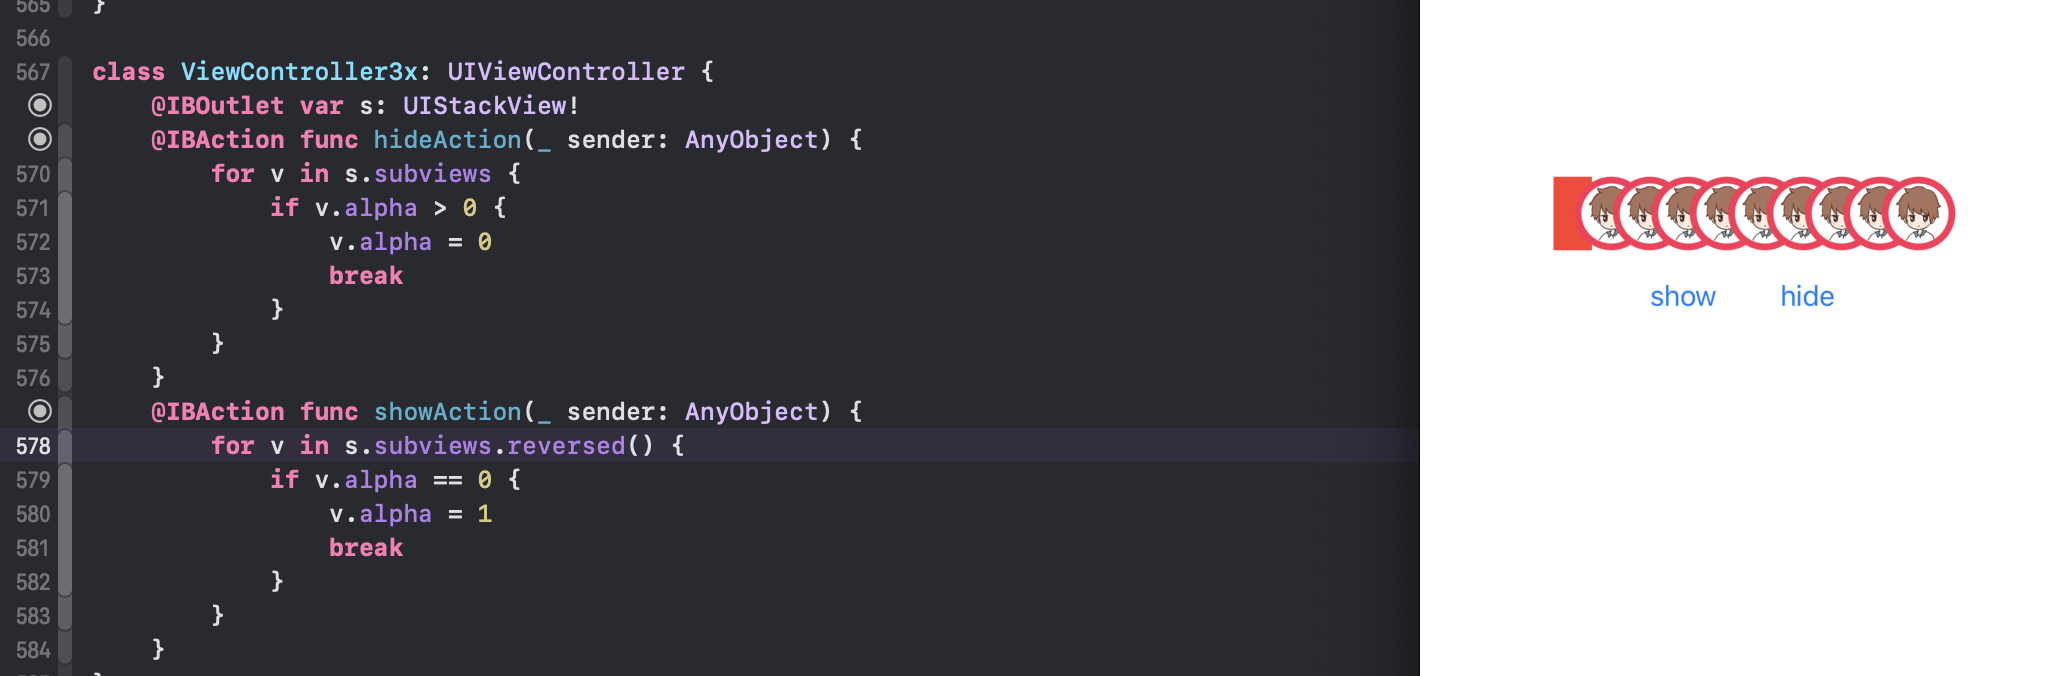 565 }
566
567 class ViewController3x: UIViewController {
@IBOutlet var s: UIStackView!
@IBAction func hideAction(_ sender: AnyObject) {
570 for v in s.subviews {
571 if v.alpha > 0 {
572 v.alpha = 0
573 break
574 }
575 }
576 }
@IBAction func showAction(_ sender: AnyObject) {
578 for v in s.subviews.reversed() {
579 if v.alpha == 0 {
580 v.alpha = 1
581 break
582 }
583 }
584 }
show hide